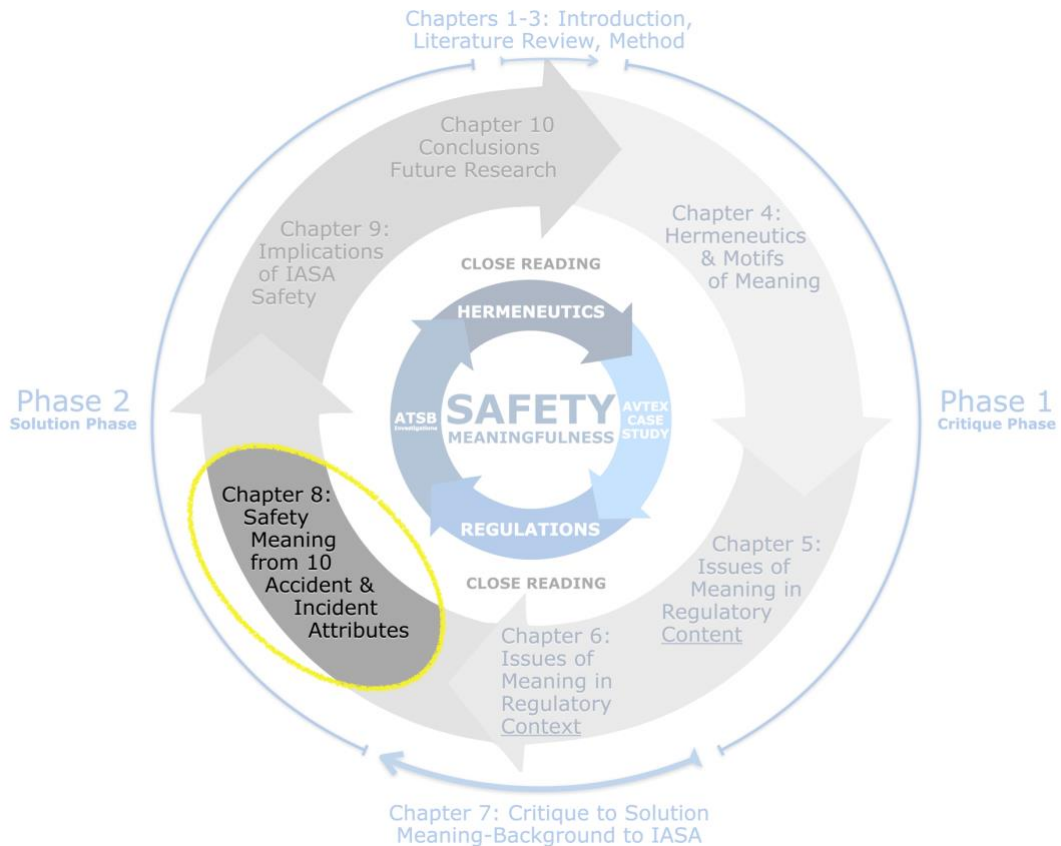 Chapters 1-3: Introduction,
Literature Review, Method
Chapter 10
Conclusions
Future Research
Chapter 9:
Implications
of IASA
Safety
Chapter 4:
Hermeneutics
& Motifs
of Meaning
CLOSE READING
HERMENEUTICS
Phase 2
Solution Phase
ATSB
Investigations
SAFETY
MEANINGFULNESS
AVTEX
CASE
STUDY
Phase 1
Critique Phase
REGULATIONS
CLOSE READING
Chapter 8:
Safety
Meaning
from 10
Accident &
Incident
Attributes
Chapter 5:
Issues of
Meaning in
Regulatory
Content
Chapter 6:
Issues of
Meaning in
Regulatory
Context
Chapter 7: Critique to Solution
Meaning-Background to IASA